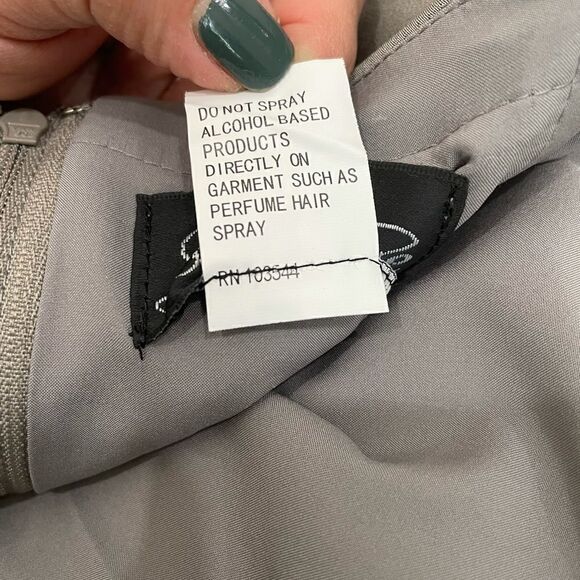 DO NOT SPRAY
ALCOHOL BASED
PRODUCTS
DIRECTLY ON
GARMENT SUCH AS
PERFUME HAIR
SPRAY
RN 103544